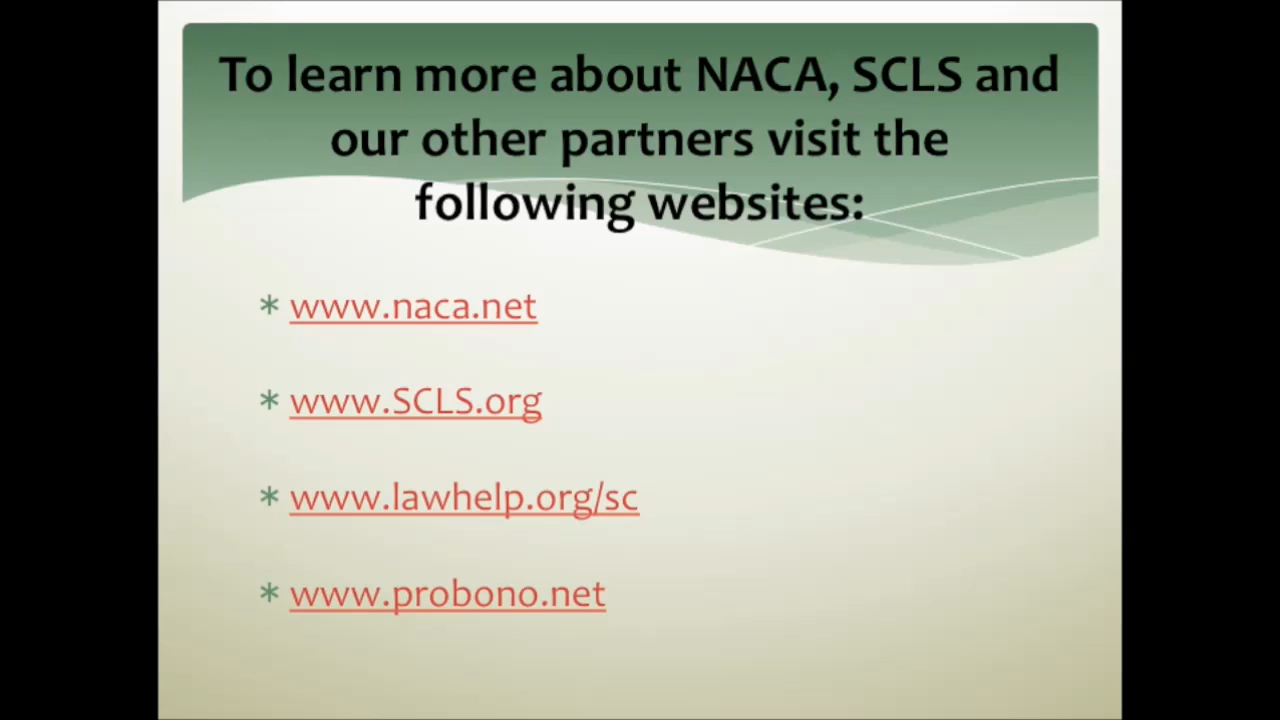 To learn more about NACA, SCLS and
our other partners visit the
following websites:
* www.naca.net
* www.SCLS.org
* www.lawhelp.org/sc
* www.probono.net